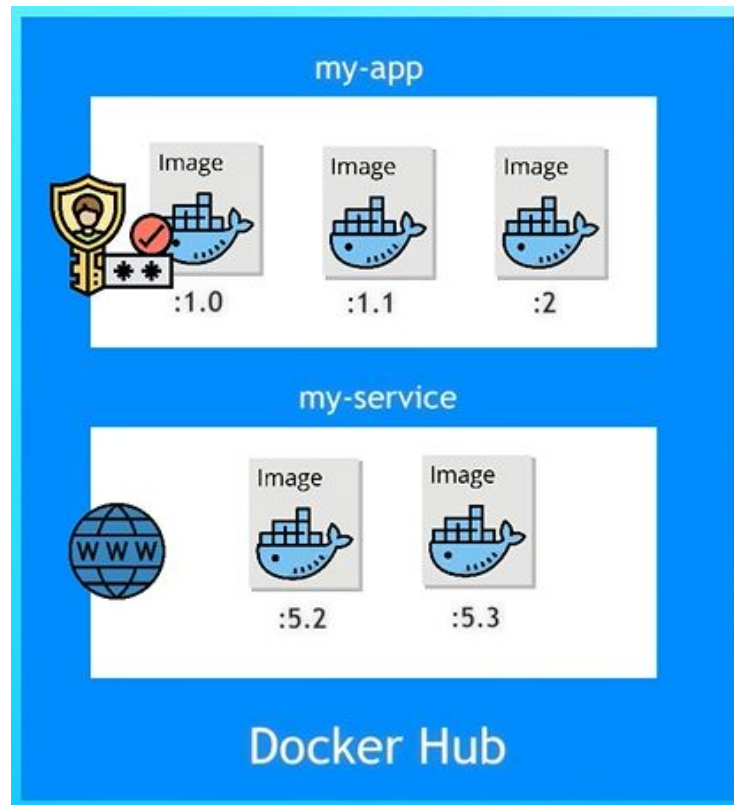 my-app
Image Image Image
* *
:1.0 :1.1 :2
my-service
Image Image
WWW
:5.2 :5.3
Docker Hub